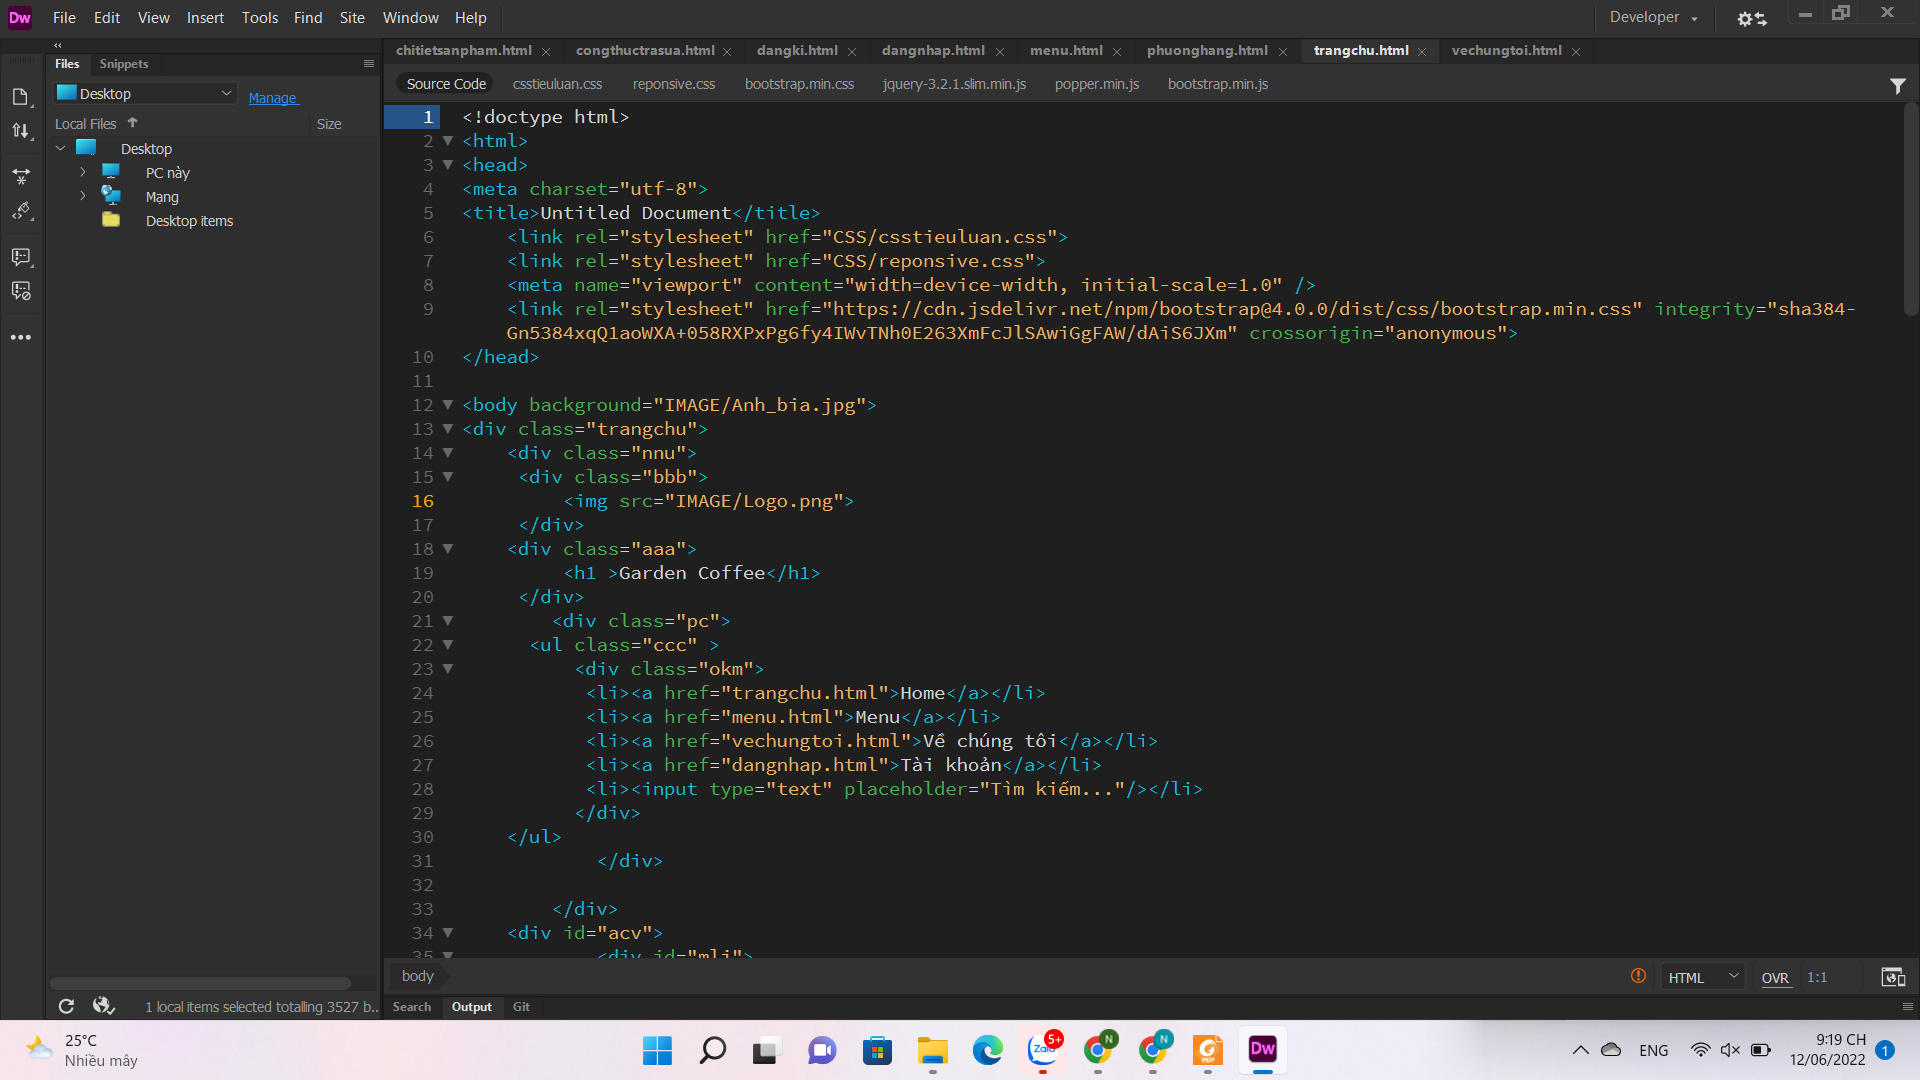 Dw File Edit View Insert Tools Find Site Window Help Developer
Files Snippets
Desktop Manage
Local Files Size
Desktop
PC này
Mạng
Desktop items
1 local items selected totalling 3527 b...
chitietsanpham.html congthuctrasua.html dangki.html dangnhap.html menu.html phuonghang.html trangchu.html vechungtoi.html
Source Code csstieuluan.css reponsive.css bootstrap.min.css jquery-3.2.1.slim.min.js popper.min.js bootstrap.min.js
1 <!doctype html>
2 <html>
3 <head>
4 <meta charset="utf-8">
5 <title>Untitled Document</title>
6 <link rel="stylesheet" href="CSS/csstieuluan.css">
7 <link rel="stylesheet" href="CSS/reponsive.css">
8 <meta name="viewport" content="width=device-width, initial-scale=1.0" />
9 <link rel="stylesheet" href="https://cdn.jsdelivr.net/npm/bootstrap@4.0.0/dist/css/bootstrap.min.css" integrity="sha384-
Gn5384xqQ1aoWXA+058RXPxPg6fy4IWvTNh0E263XmFcJlSAwiGgFAW/dAiS6JXm" crossorigin="anonymous">
10 </head>
11
12 <body background="IMAGE/Anh_bia.jpg">
13 <div class="trangchu">
14 <div class="nnu">
15 <div class="bbb">
16 <img src="IMAGE/Logo.png">
17 </div>
18 <div class="aaa">
19 <h1 >Garden Coffee</h1>
20 </div>
21 <div class="pc">
22 <ul class="ccc" >
23 <div class="okm">
24 <li><a href="trangchu.html">Home</a></li>
25 <li><a href="menu.html">Menu</a></li>
26 <li><a href="vechungtoi.html">Về chúng tôi</a></li>
27 <li><a href="dangnhap.html">Tài khoản</a></li>
28 <li><input type="text" placeholder="Tìm kiếm..."/></li>
29 </div>
30 </ul>
31 </div>
32
33 </div>
34 <div id="acv">
35 <div id="mli">
body HTML OVR 1:1
Search Output Git
25°C
Nhiều mây
Zalo 5+ N N PDF Dw
ENG
9:19 CH
12/06/2022 1